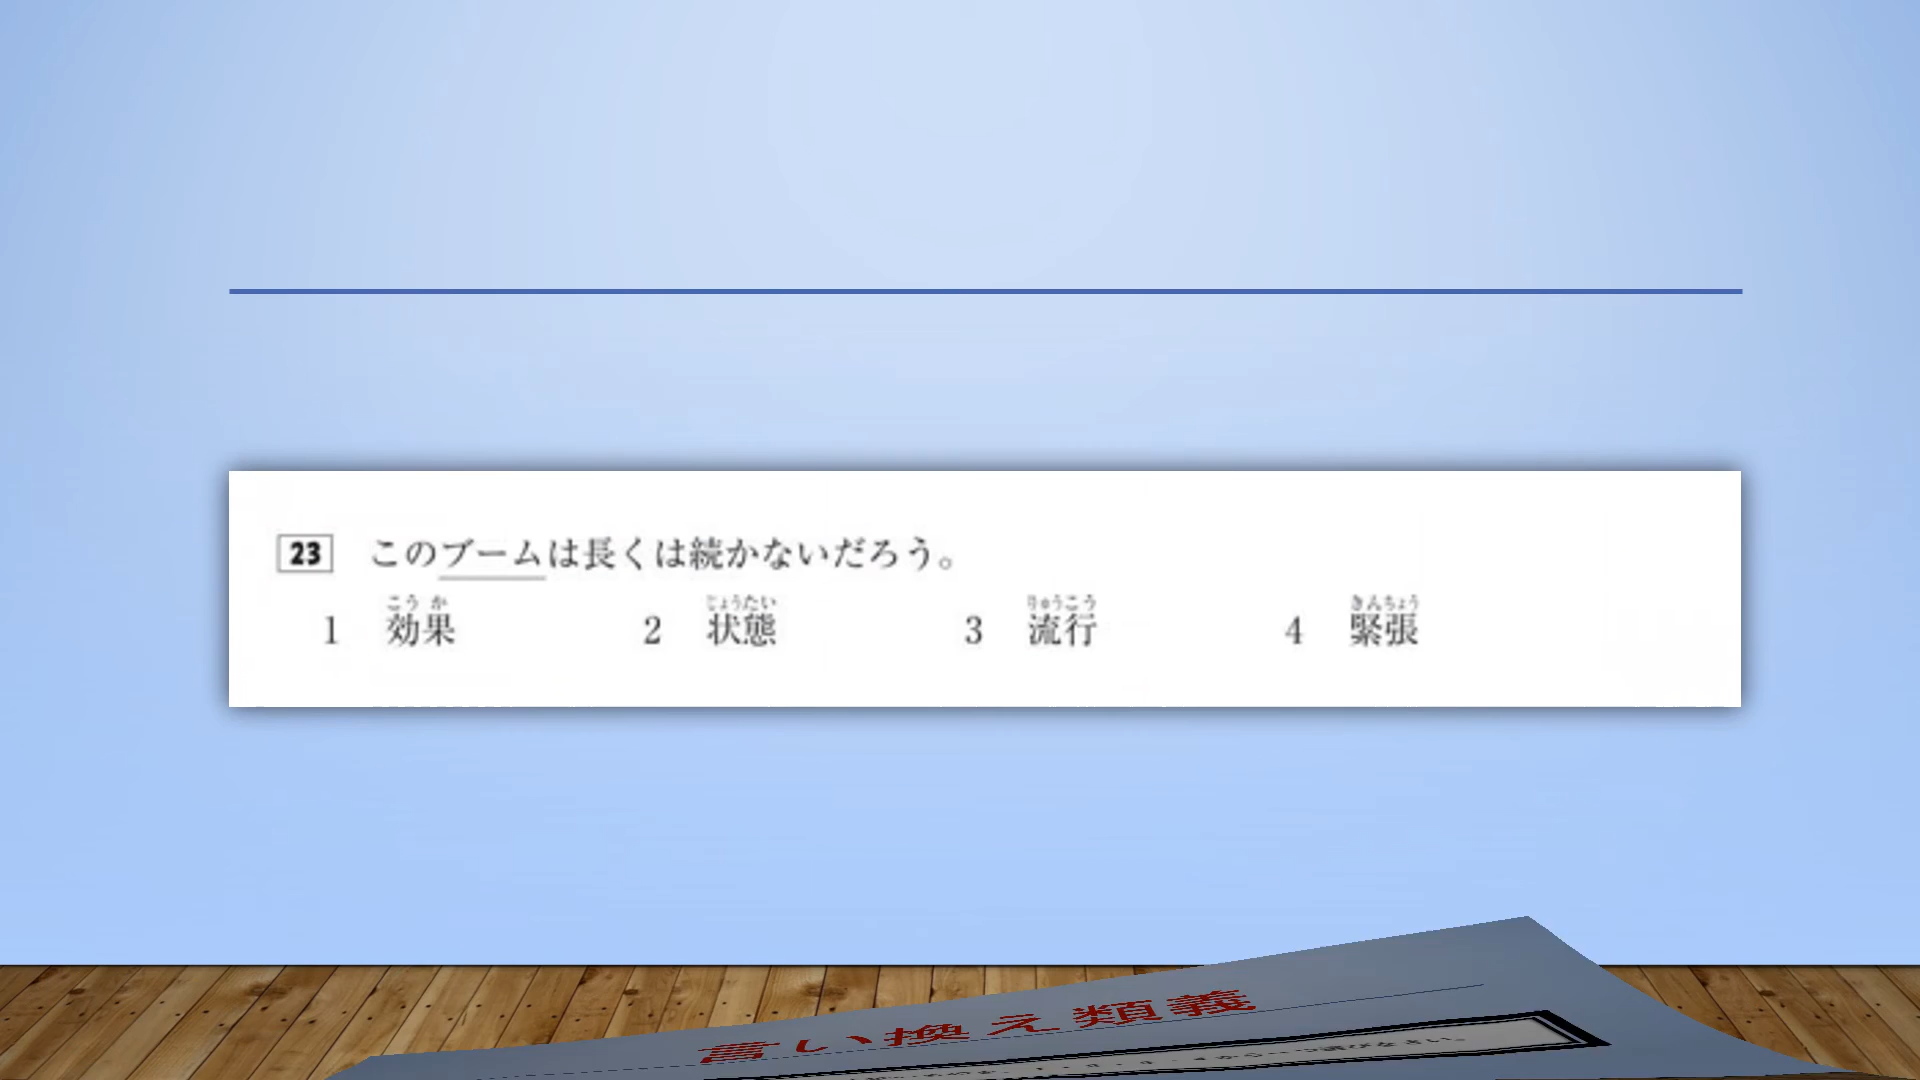 23 このブームは長くは続かないだろう。
1 効果 2 状態 3 流行 4 緊張
こうか じょうたい りゅうこう きんちょう
言い換え類義